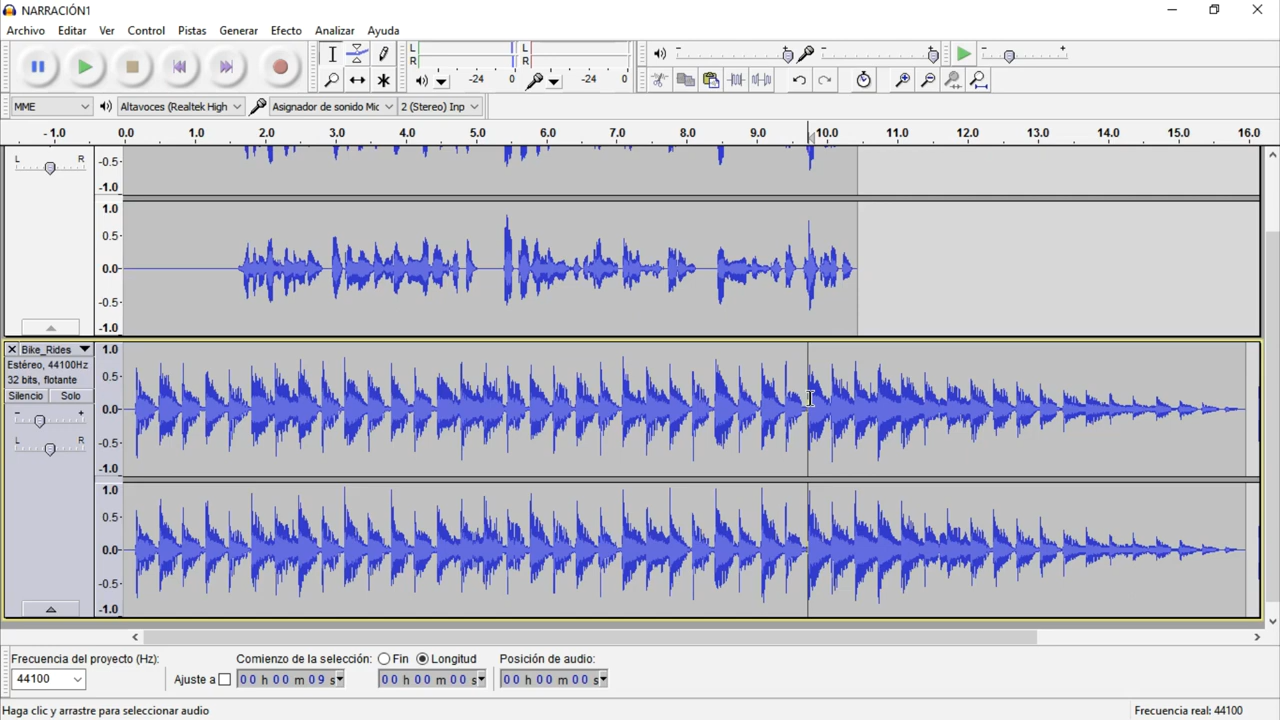 NARRACIÓN1
Archivo Editar Ver Control Pistas Generar Efecto Analizar Ayuda
L R -24 0 L R -24 0
MME Altavoces (Realtek High Asignador de sonido Mic 2 (Stereo) Inp
- 1.0 0.0 1.0 2.0 3.0 4.0 5.0 6.0 7.0 8.0 9.0 10.0 11.0 12.0 13.0 14.0 15.0 16.0
L R
-0.5
-1.0
1.0
0.5
0.0
-0.5
-1.0
Bike_Rides
Estéreo, 44100Hz
32 bits, flotante
Silencio Solo
- +
L R
1.0
0.5
0.0
-0.5
-1.0
1.0
0.5
0.0
-0.5
-1.0
Frecuencia del proyecto (Hz): Comienzo de la selección: Fin Longitud Posición de audio:
44100 Ajuste a 00 h 00 m 09 s 00 h 00 m 00 s 00 h 00 m 00 s
Haga clic y arrastre para seleccionar audio Frecuencia real: 44100